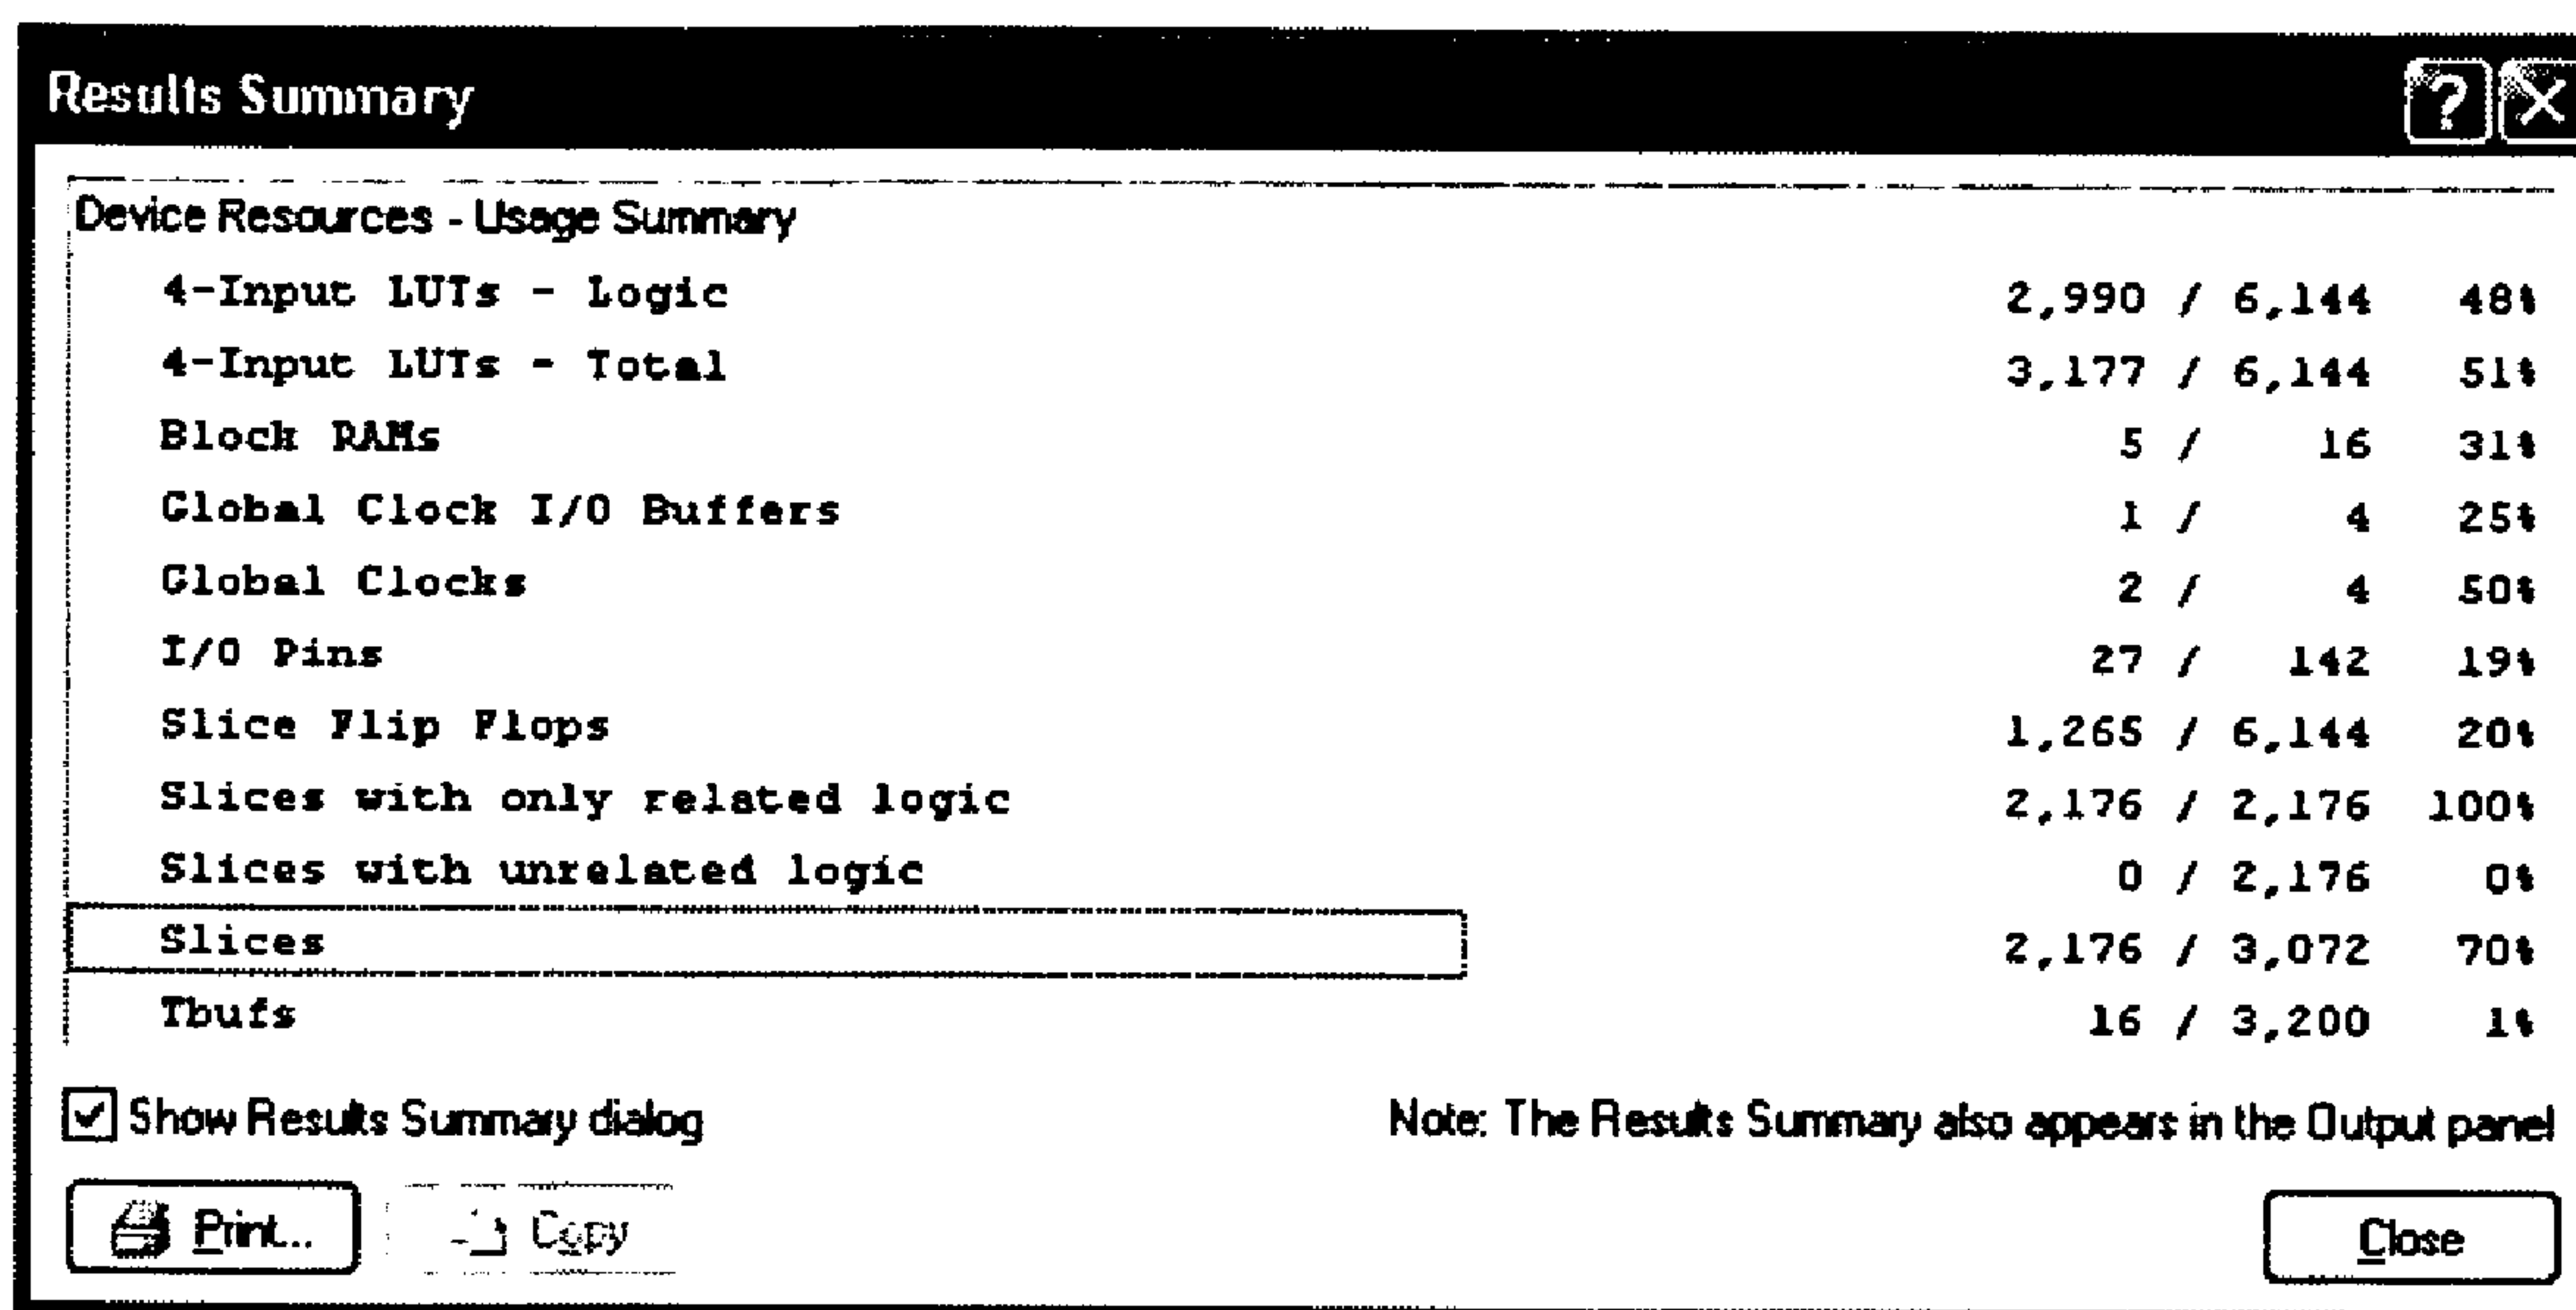 Results Summary
Device Resources - Usage Summary
4-Input LUTs - Logic 2,990 / 6,144 48%
4-Input LUTs - Total 3,177 / 6,144 51%
Block RAMs 5 / 16 31%
Global Clock I/O Buffers 1 / 4 25%
Global Clocks 2 / 4 50%
I/O Pins 27 / 142 19%
Slice Flip Flops 1,265 / 6,144 20%
Slices with only related logic 2,176 / 2,176 100%
Slices with unrelated logic 0 / 2,176 0%
Slices 2,176 / 3,072 70%
Tbufs 16 / 3,200 1%
Show Results Summary dialog Note: The Results Summary also appears in the Output panel
Print... Copy Close